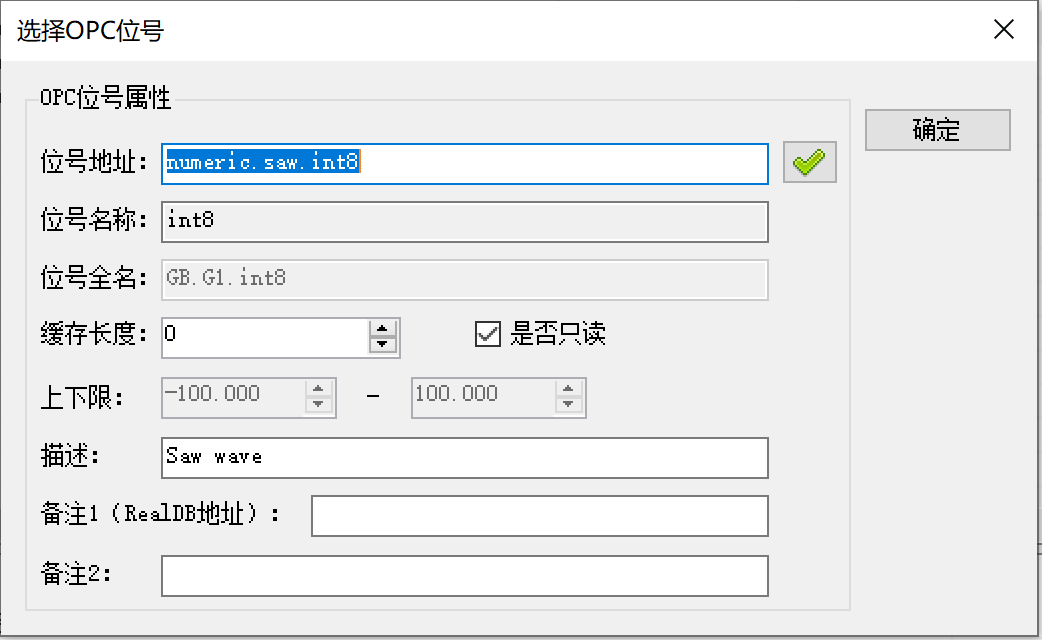 选择OPC位号
OPC位号属性
确定
位号地址: numeric.saw.int8
位号名称: int8
位号全名: GB.G1.int8
缓存长度: 0 是否只读
上下限: -100.000 - 100.000
描述: Saw wave
备注1（RealDB地址）:
备注2: